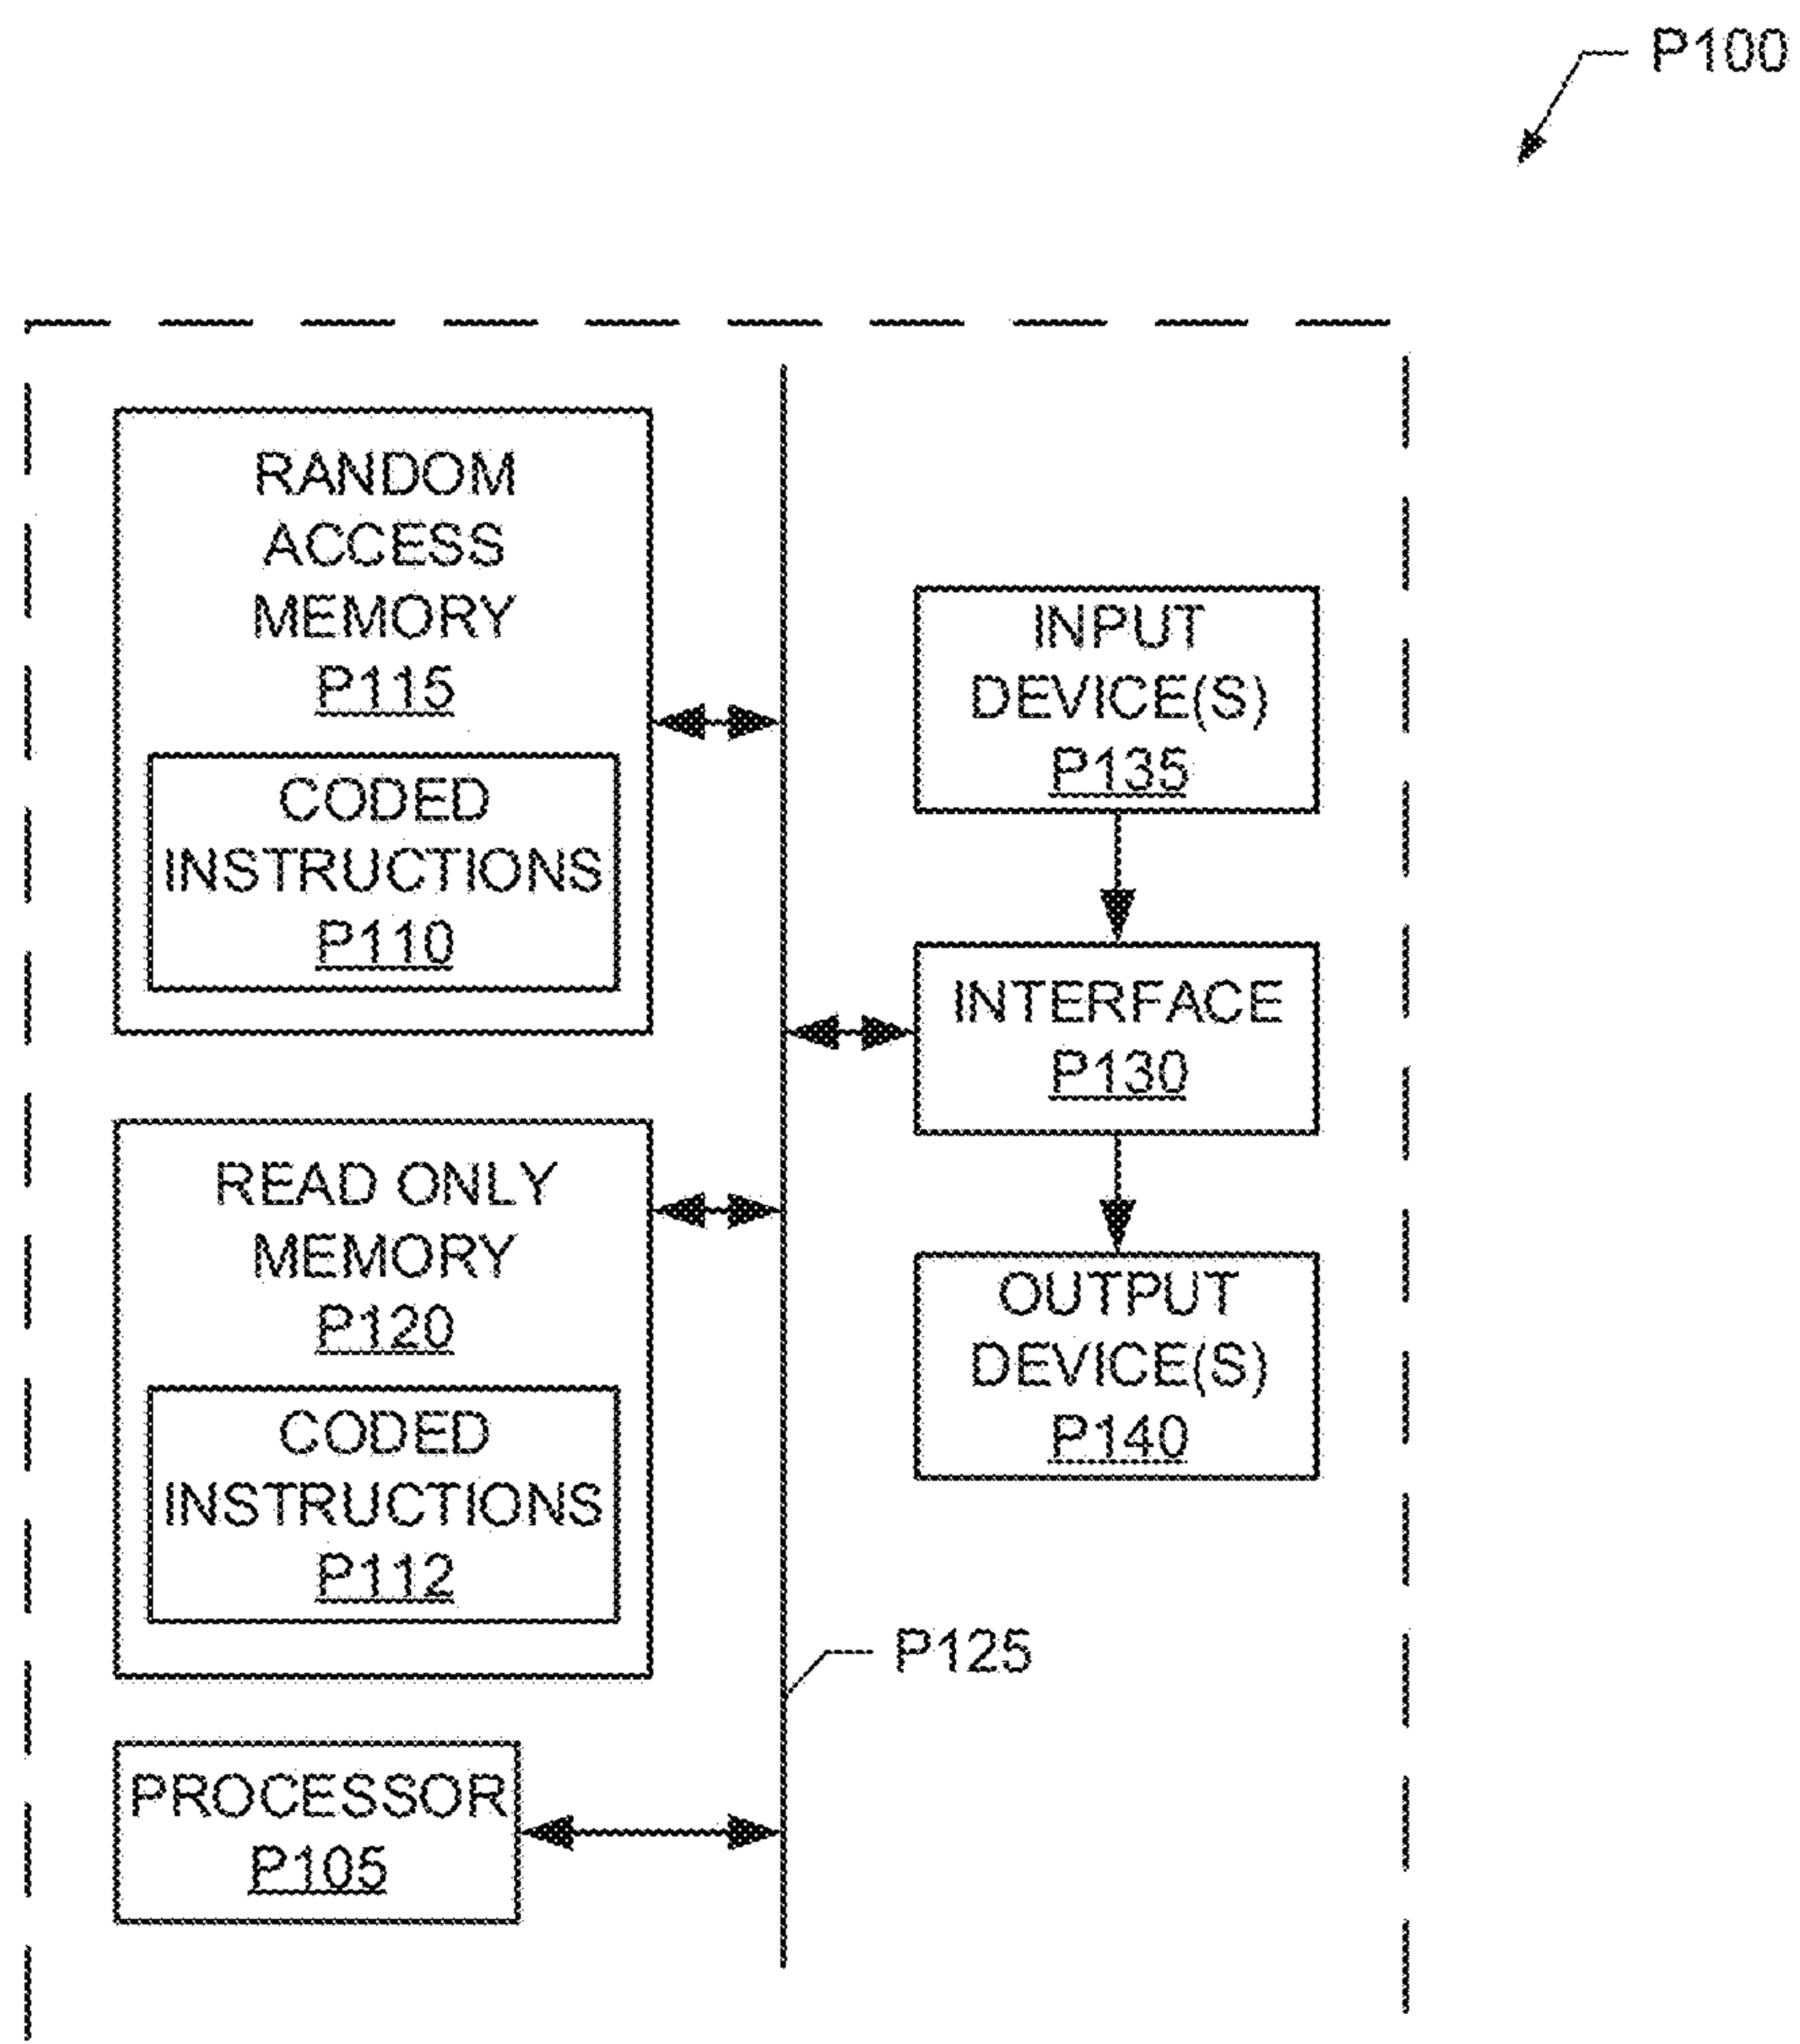 P100
RANDOM
ACCESS
MEMORY
P115
CODED
INSTRUCTIONS
P110
READ ONLY
MEMORY
P120
CODED
INSTRUCTIONS
P112
PROCESSOR
P105
INPUT
DEVICE(S)
P135
INTERFACE
P130
OUTPUT
DEVICE(S)
P140
P125